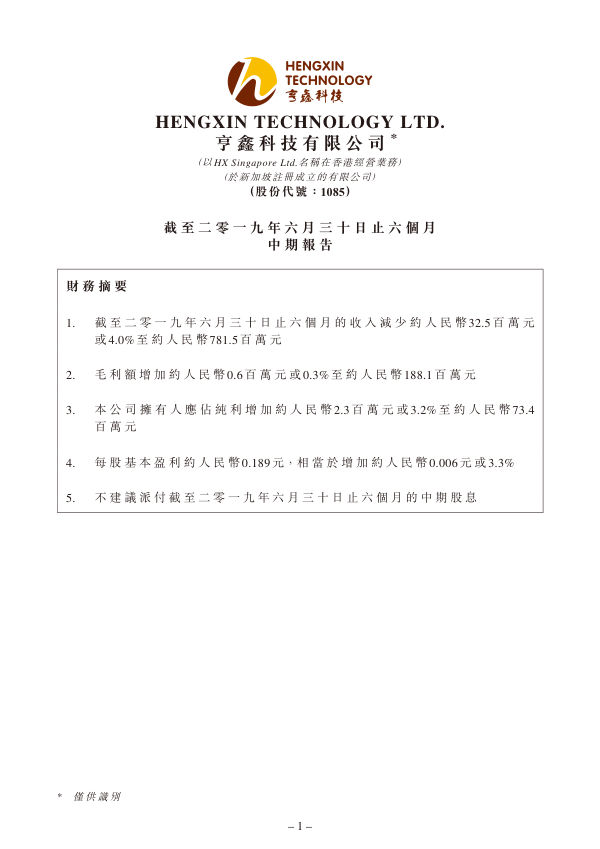 HENGXIN
TECHNOLOGY
亨鑫科技
HENGXIN TECHNOLOGY LTD.
亨鑫科技有限公司*
(以HX Singapore Ltd.名稱在香港經營業務)
(於新加坡註冊成立的有限公司)
(股份代號：1085)
截至二零一九年六月三十日止六個月
中期報告
財務摘要
1. 截至二零一九年六月三十日止六個月的收入減少約人民幣32.5百萬元
或4.0%至約人民幣781.5百萬元
2. 毛利額增加約人民幣0.6百萬元或0.3%至約人民幣188.1百萬元
3. 本公司擁有人應佔純利增加約人民幣2.3百萬元或3.2%至約人民幣73.4
百萬元
4. 每股基本盈利約人民幣0.189元，相當於增加約人民幣0.006元或3.3%
5. 不建議派付截至二零一九年六月三十日止六個月的中期股息
* 僅供識別
– 1 –